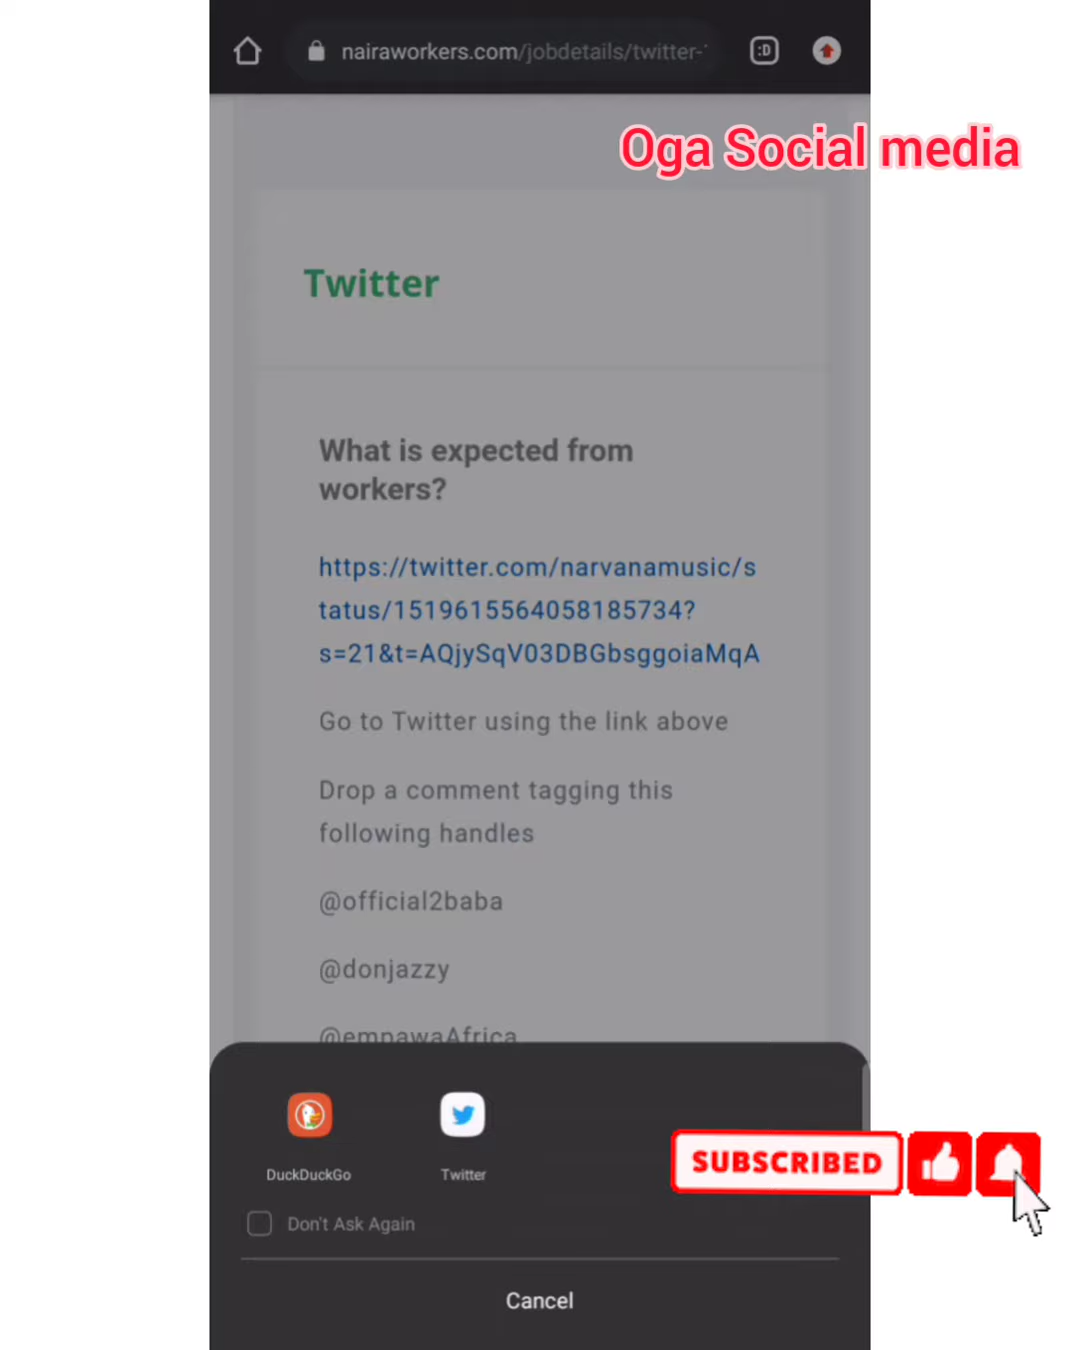 nairaworkers.com/jobdetails/twitter-
:D
Oga Social media
Twitter
What is expected from
workers?
https://twitter.com/narvanamusic/s
tatus/1519615564058185734?
s=21&t=AQjySqV03DBGbsggoiaMqA
Go to Twitter using the link above
Drop a comment tagging this
following handles
@official2baba
@donjazzy
@empawaAfrica
DuckDuckGo
Twitter
SUBSCRIBED
Don't Ask Again
Cancel